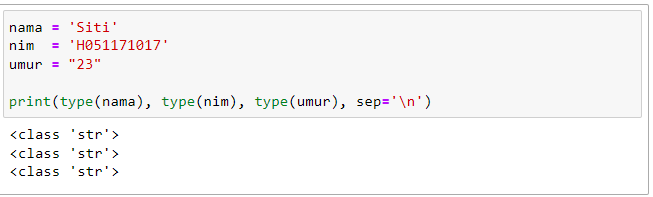 nama = 'Siti'
nim  = 'H051171017'
umur = "23"
print(type(nama), type(nim), type(umur), sep='\n')
<class 'str'>
<class 'str'>
<class 'str'>